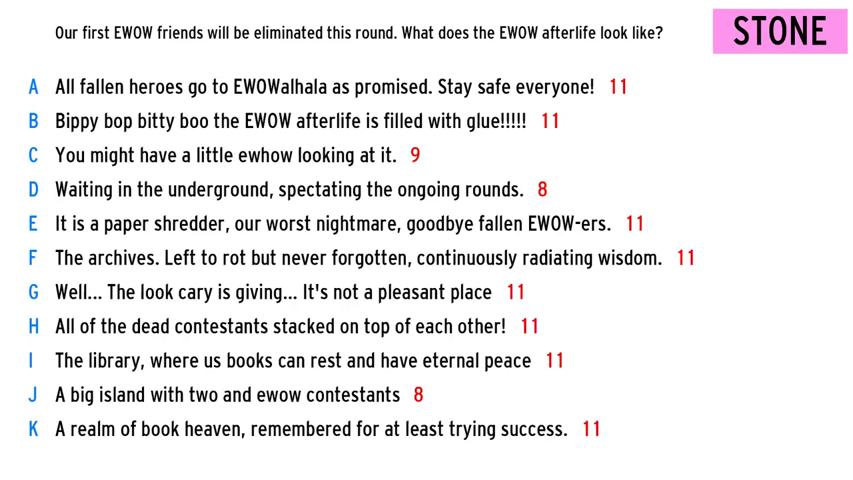 Our first EWOW friends will be eliminated this round. What does the EWOW afterlife look like?
STONE
A All fallen heroes go to EWOWalhala as promised. Stay safe everyone! 11
B Bippy bop bitty boo the EWOW afterlife is filled with glue!!!!! 11
C You might have a little ewhow looking at it. 9
D Waiting in the underground, spectating the ongoing rounds. 8
E It is a paper shredder, our worst nightmare, goodbye fallen EWOW-ers. 11
F The archives. Left to rot but never forgotten, continuously radiating wisdom. 11
G Well... The look cary is giving... It's not a pleasant place 11
H All of the dead contestants stacked on top of each other! 11
I The library, where us books can rest and have eternal peace 11
J A big island with two and ewow contestants 8
K A realm of book heaven, remembered for at least trying success. 11